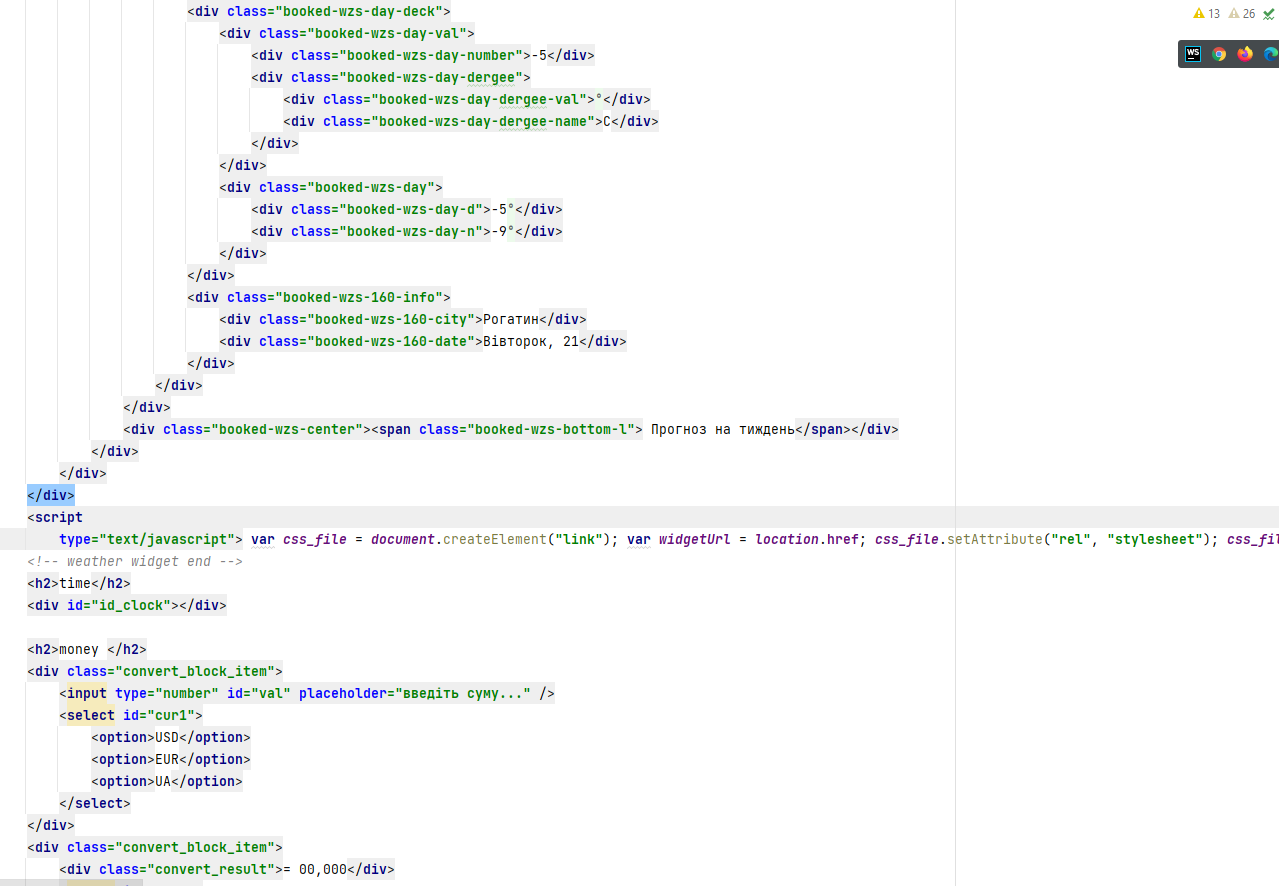 <div class="booked-wzs-day-deck">
<div class="booked-wzs-day-val">
<div class="booked-wzs-day-number">-5</div>
<div class="booked-wzs-day-dergee">
<div class="booked-wzs-day-dergee-val">°</div>
<div class="booked-wzs-day-dergee-name">C</div>
</div>
</div>
<div class="booked-wzs-day">
<div class="booked-wzs-day-d">-5°</div>
<div class="booked-wzs-day-n">-9°</div>
</div>
</div>
<div class="booked-wzs-160-info">
<div class="booked-wzs-160-city">Рогатин</div>
<div class="booked-wzs-160-date">Вівторок, 21</div>
</div>
</div>
</div>
<div class="booked-wzs-center"><span class="booked-wzs-bottom-l"> Прогноз на тиждень</span></div>
</div>
</div>
</div>
<script
type="text/javascript"> var css_file = document.createElement("link"); var widgetUrl = location.href; css_file.setAttribute("rel", "stylesheet"); css_fil
<!-- weather widget end -->
<h2>time</h2>
<div id="id_clock"></div>
<h2>money </h2>
<div class="convert_block_item">
<input type="number" id="val" placeholder="введіть суму..." />
<select id="cur1">
<option>USD</option>
<option>EUR</option>
<option>UA</option>
</select>
</div>
<div class="convert_block_item">
<div class="convert_result">= 00,000</div>
13 26
WS